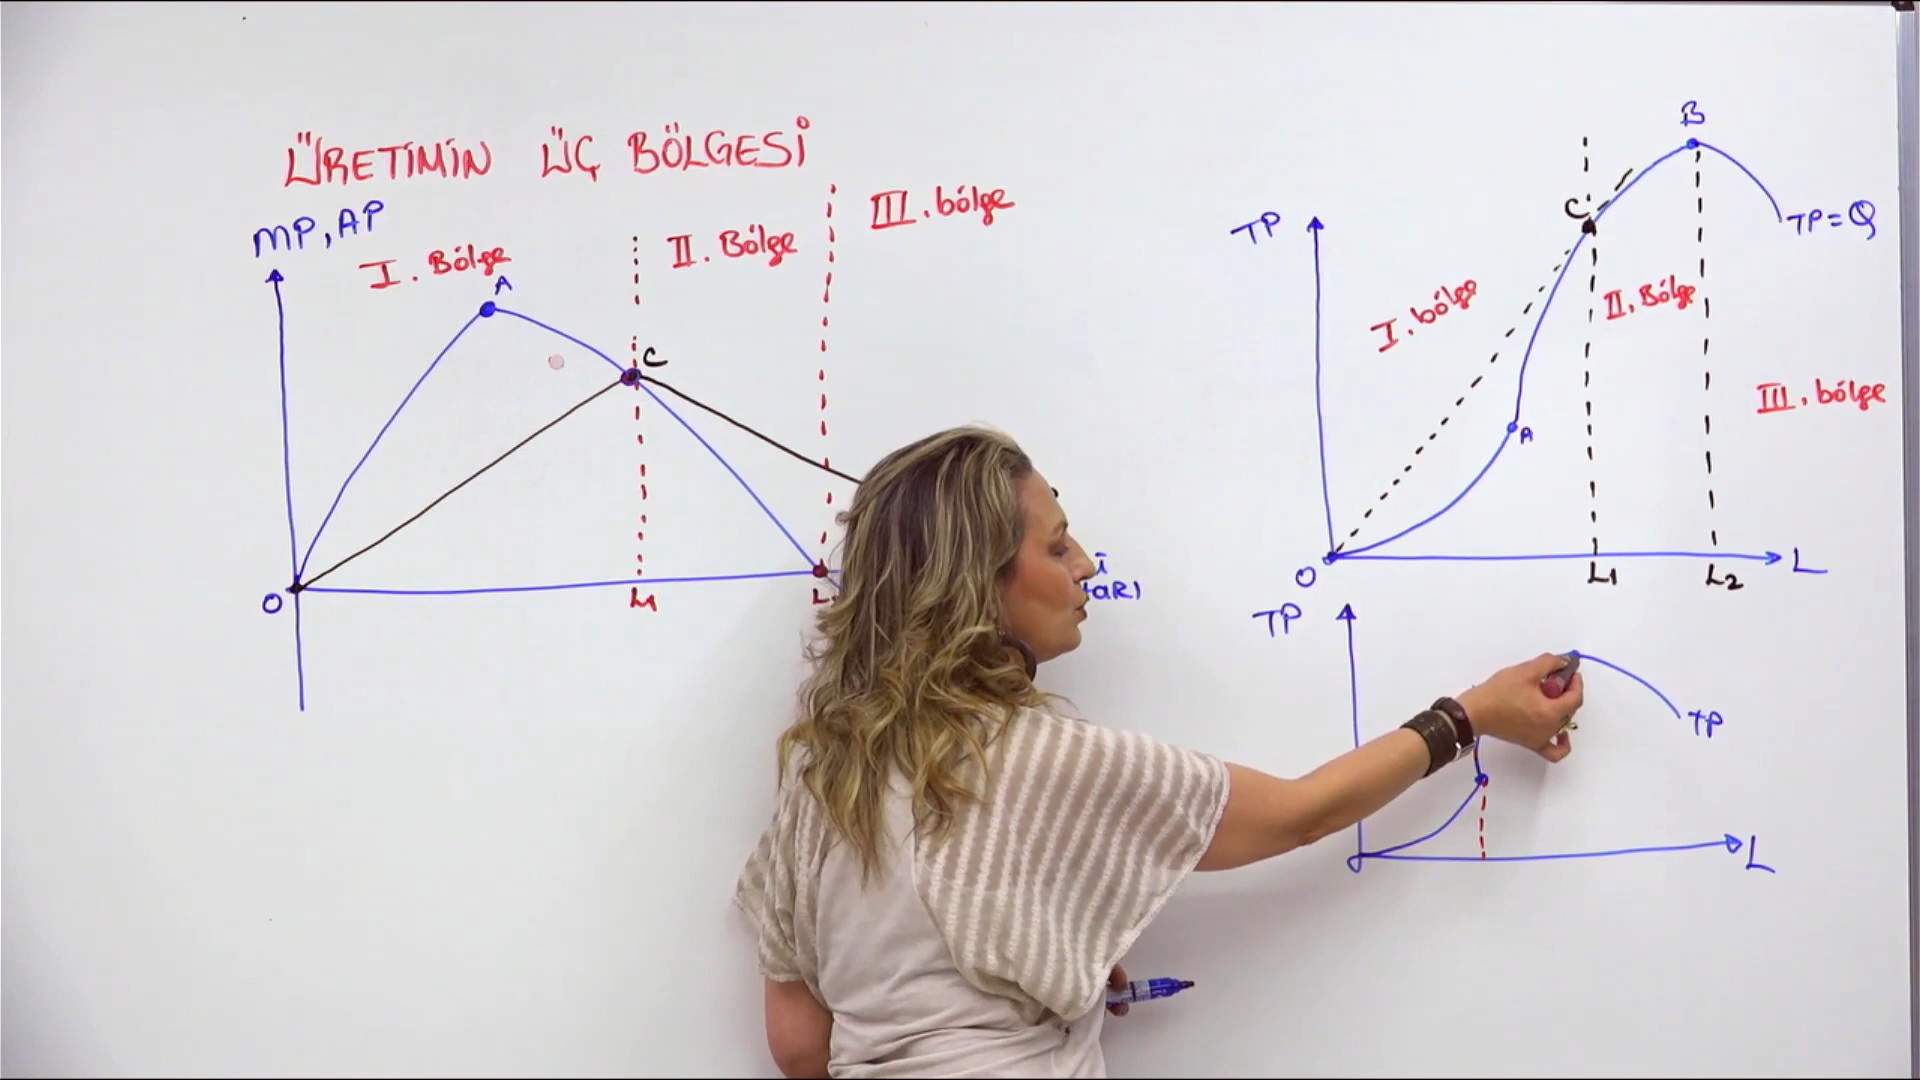 ÜRETİMİN ÜÇ BÖLGESİ
MP, AP
I. Bölge
II. Bölge
III. bölge
A
C
O
L1
L
TP
I. bölge
II. Bölge
III. bölge
C
B
TP=Q
A
O
L1
L2
L
TP
TP
L